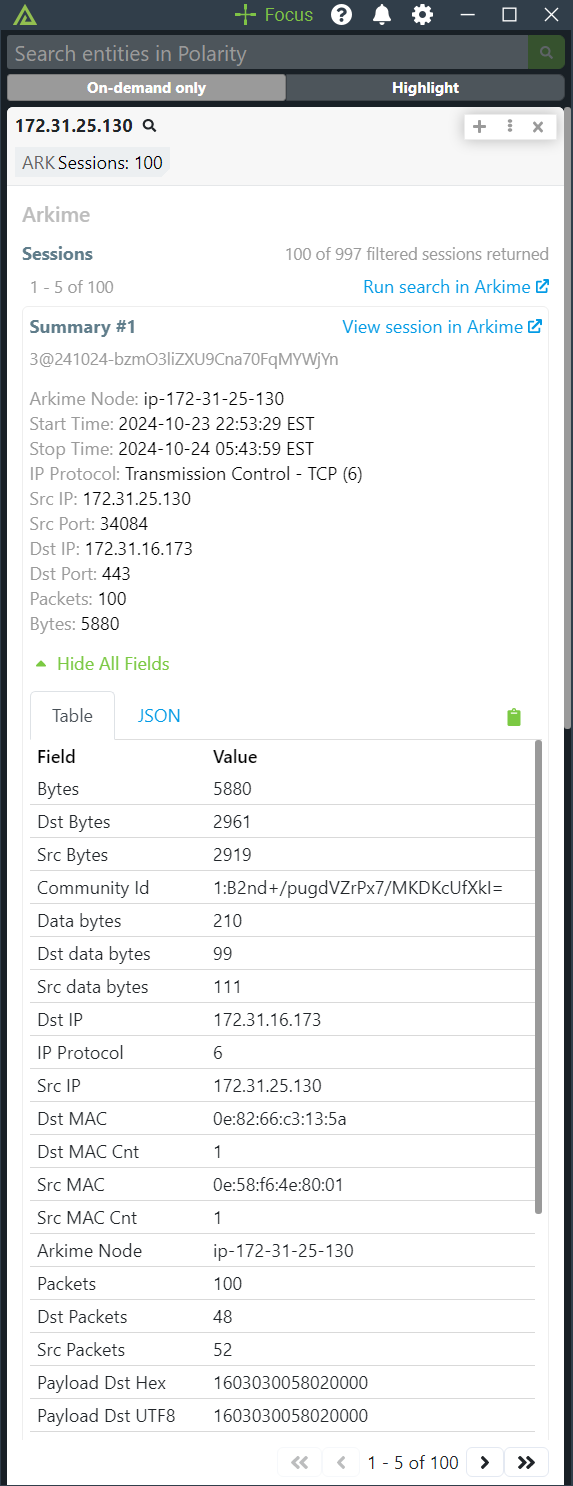 Focus
Search entities in Polarity
On-demand only Highlight
172.31.25.130
ARK Sessions: 100
Arkime
Sessions 100 of 997 filtered sessions returned
1 - 5 of 100 Run search in Arkime
Summary #1 View session in Arkime
3@241024-bzmO3liZXU9Cna70FqMYWjYn
Arkime Node: ip-172-31-25-130
Start Time: 2024-10-23 22:53:29 EST
Stop Time: 2024-10-24 05:43:59 EST
IP Protocol: Transmission Control - TCP (6)
Src IP: 172.31.25.130
Src Port: 34084
Dst IP: 172.31.16.173
Dst Port: 443
Packets: 100
Bytes: 5880
Hide All Fields
Table JSON
Field Value
Bytes 5880
Dst Bytes 2961
Src Bytes 2919
Community Id 1:B2nd+/pugdVZrPx7/MKDKcUfXkI=
Data bytes 210
Dst data bytes 99
Src data bytes 111
Dst IP 172.31.16.173
IP Protocol 6
Src IP 172.31.25.130
Dst MAC 0e:82:66:c3:13:5a
Dst MAC Cnt 1
Src MAC 0e:58:f6:4e:80:01
Src MAC Cnt 1
Arkime Node ip-172-31-25-130
Packets 100
Dst Packets 48
Src Packets 52
Payload Dst Hex 1603030058020000
Payload Dst UTF8 1603030058020000
1 - 5 of 100